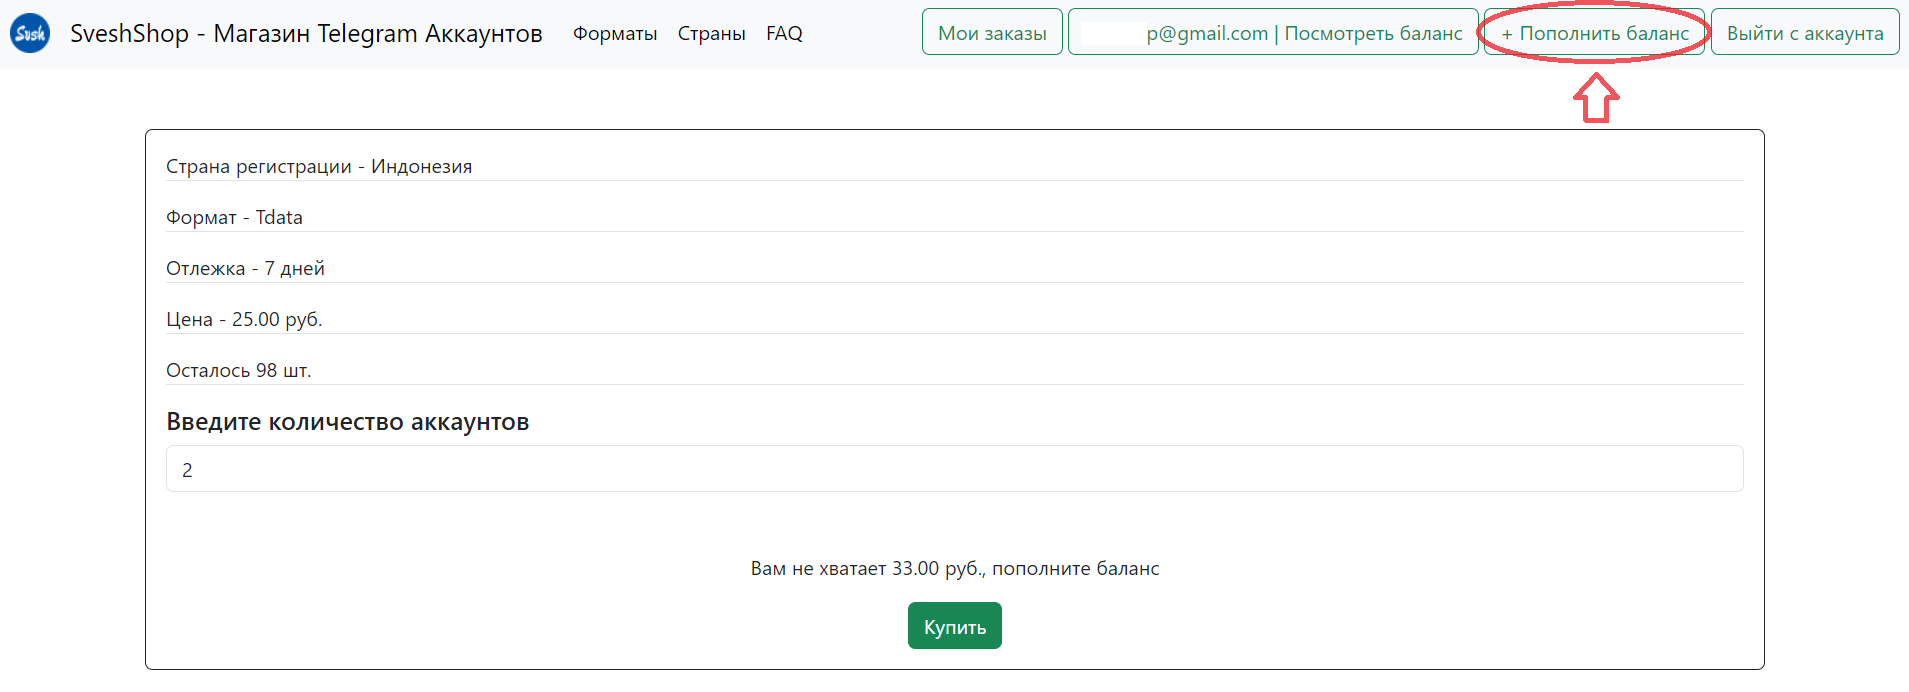 Svsh SveshShop - Магазин Telegram Аккаунтов Форматы Страны FAQ Мои заказы p@gmail.com | Посмотреть баланс + Пополнить баланс Выйти с аккаунта
Страна регистрации - Индонезия
Формат - Tdata
Отлежка - 7 дней
Цена - 25.00 руб.
Осталось 98 шт.
Введите количество аккаунтов
2
Вам не хватает 33.00 руб., пополните баланс
Купить